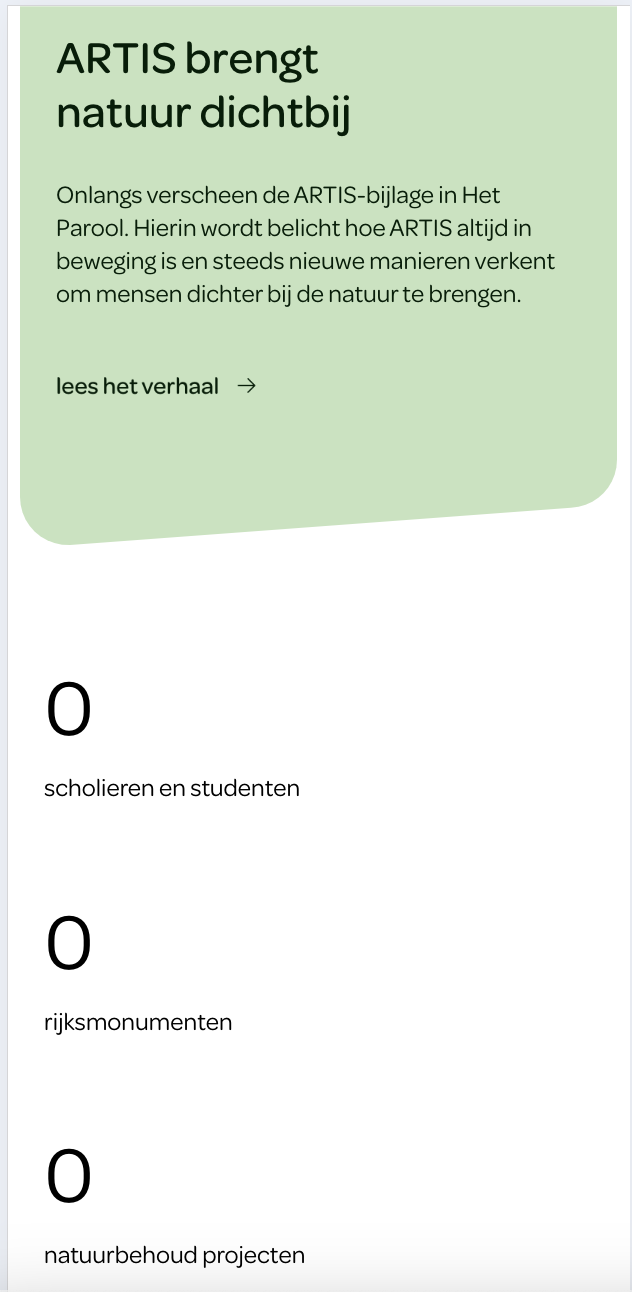 ARTIS brengt
natuur dichtbij
Onlangs verscheen de ARTIS-bijlage in Het
Parool. Hierin wordt belicht hoe ARTIS altijd in
beweging is en steeds nieuwe manieren verkent
om mensen dichter bij de natuur te brengen.
lees het verhaal →
0
scholieren en studenten
0
rijksmonumenten
0
natuurbehoud projecten